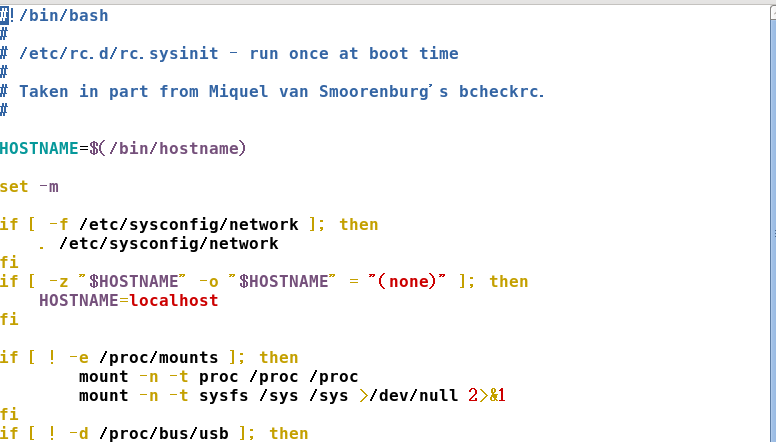 #!/bin/bash
#
# /etc/rc.d/rc.sysinit - run once at boot time
#
# Taken in part from Miquel van Smoorenburg's bcheckrc.
#
HOSTNAME=$(/bin/hostname)
set -m
if [ -f /etc/sysconfig/network ]; then
    . /etc/sysconfig/network
fi
if [ -z "$HOSTNAME" -o "$HOSTNAME" = "(none)" ]; then
    HOSTNAME=localhost
fi
if [ ! -e /proc/mounts ]; then
        mount -n -t proc /proc /proc
        mount -n -t sysfs /sys /sys >/dev/null 2>&1
fi
if [ ! -d /proc/bus/usb ]; then